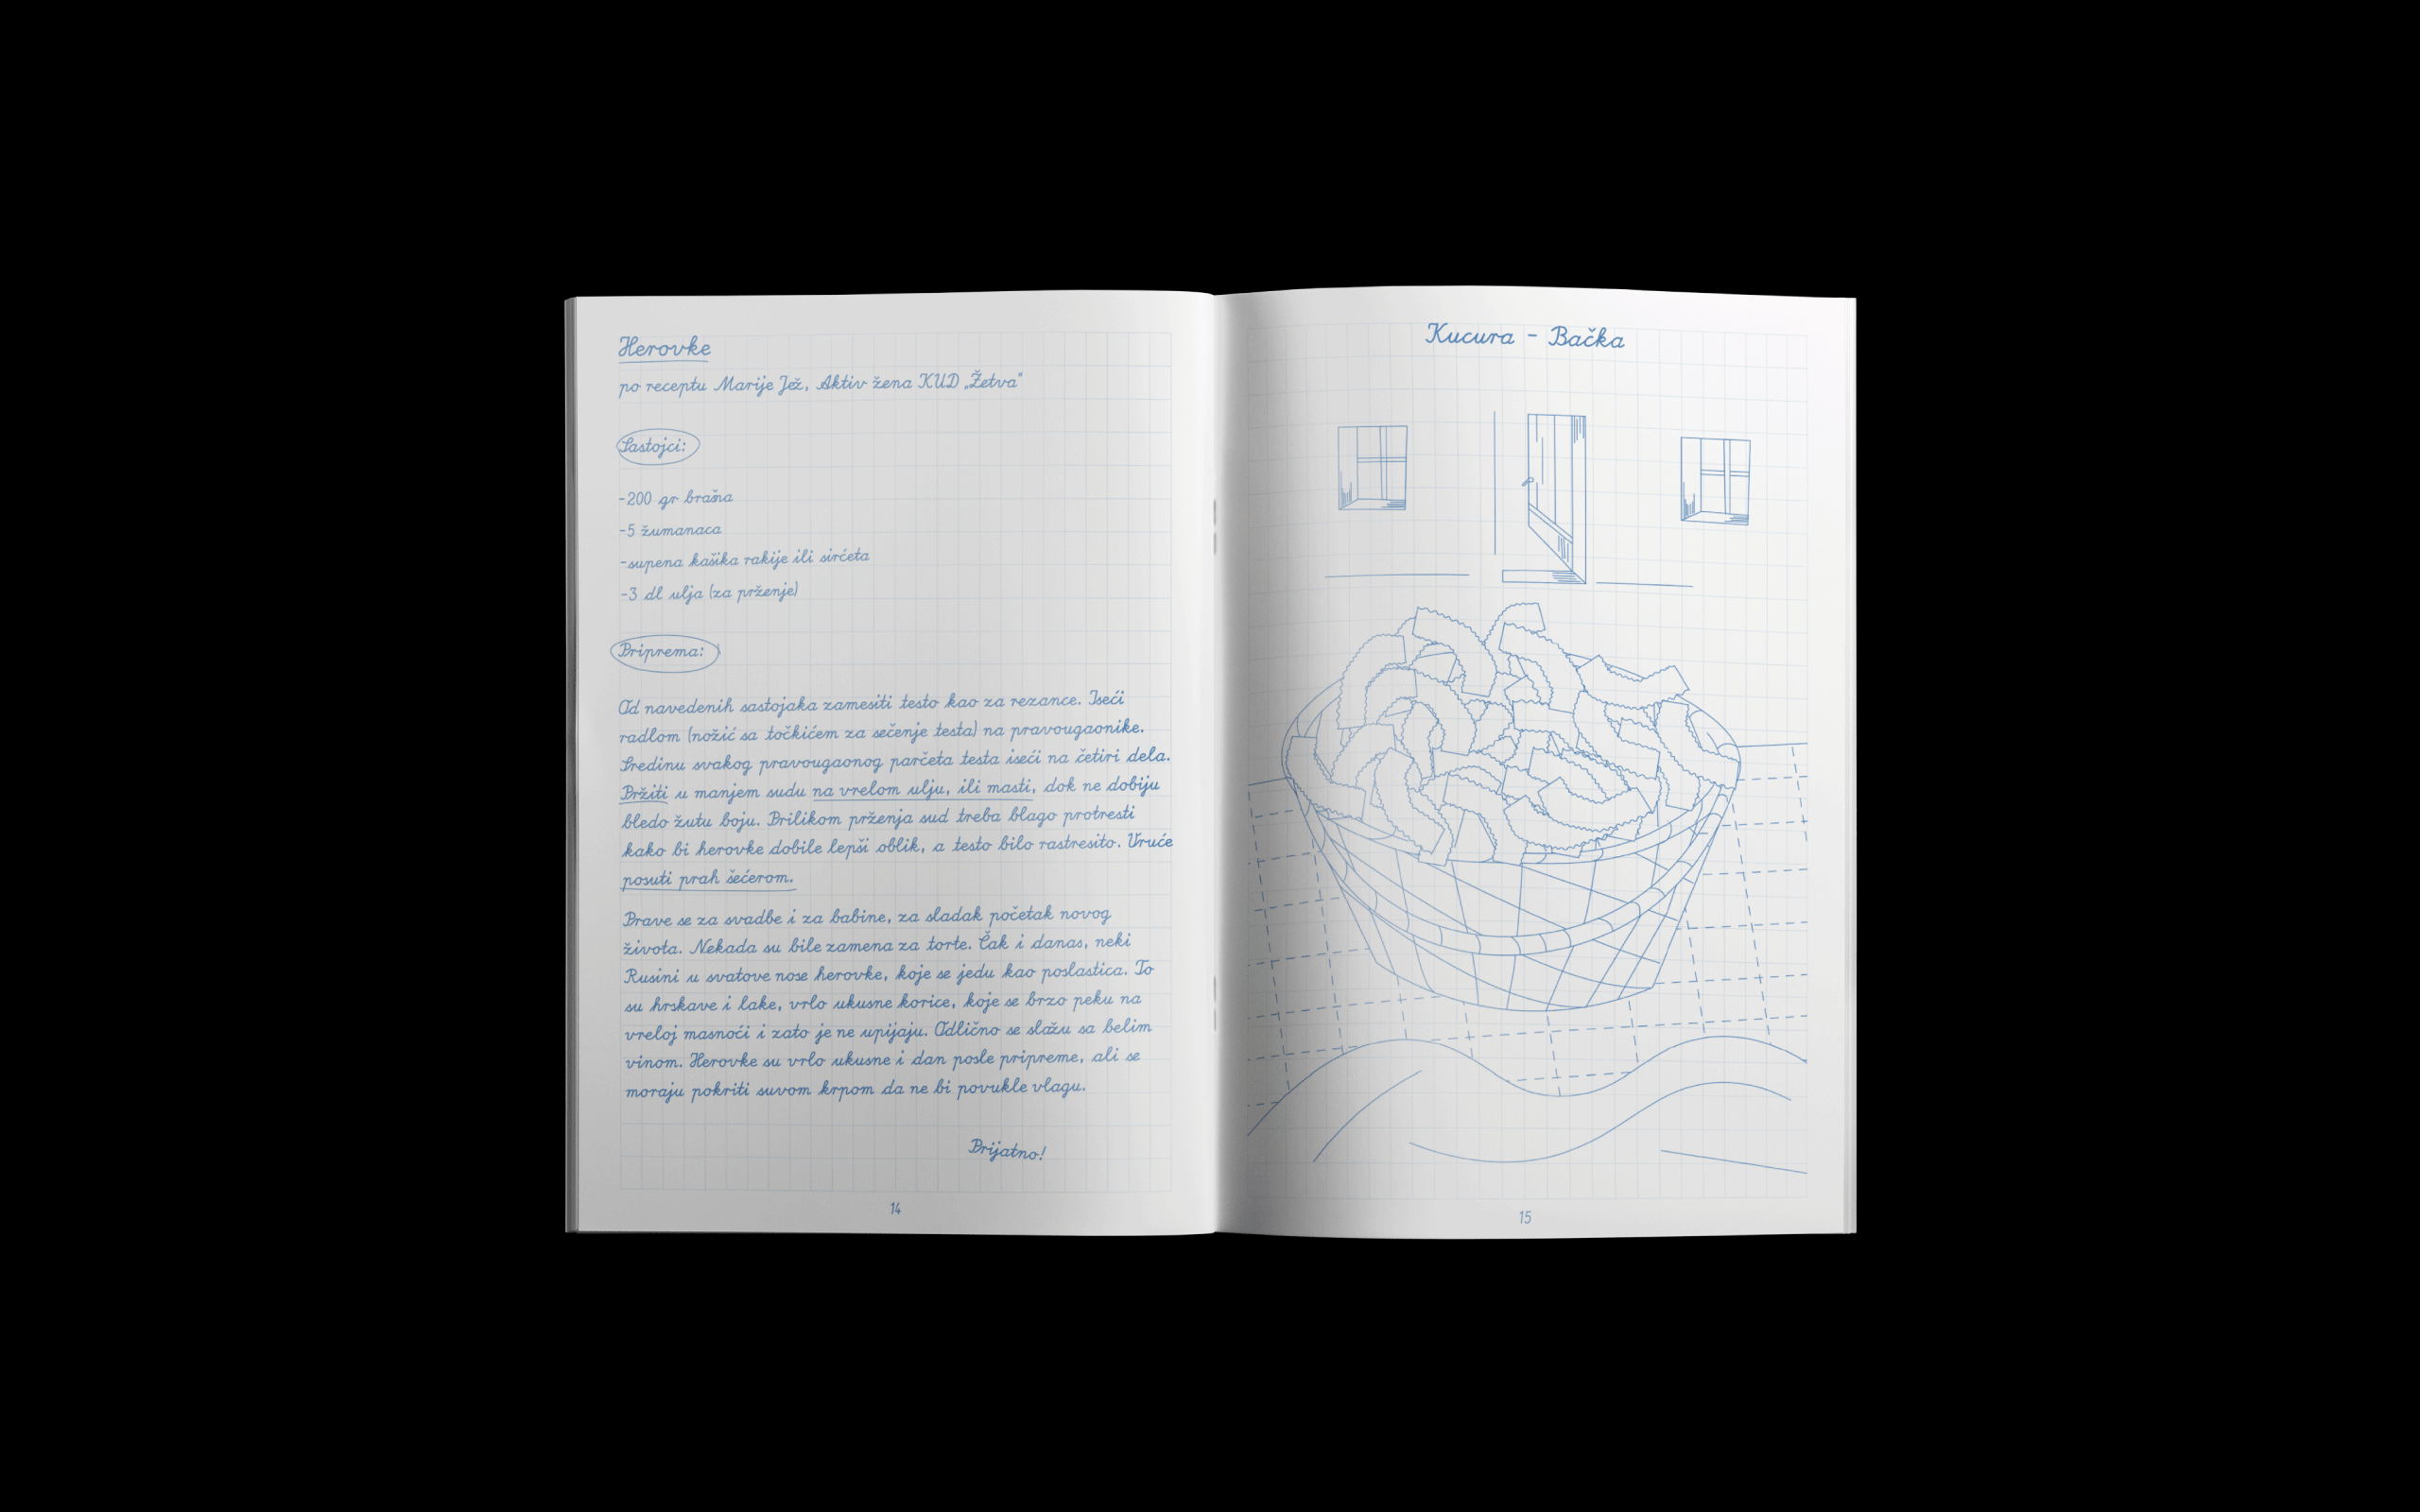 Herovke
po receptu Marije Jež, Aktiv žena KUD „Žetva“
Sastojci:
-200 gr brašna
-5 žumanaca
-supena kašika rakije ili sirćeta
-3 dl ulja (za prženje)
Priprema:
Od navedenih sastojaka zamesiti testo kao za rezance. Iseći
radlom (nožić sa točkićem za sečenje testa) na pravougaonike.
Sredinu svakog pravougaonog parčeta testa iseći na četiri dela.
Pržiti u manjem sudu na vrelom ulju, ili masti, dok ne dobiju
bledo žutu boju. Prilikom prženja sud treba blago protresti
kako bi herovke dobile lepši oblik, a testo bilo rastresito. Vruće
posuti prah šećerom.
Prave se za svadbe i za babine, za sladak početak novog
života. Nekada su bile zamena za torte. Čak i danas, neki
Rusini u svatove nose herovke, koje se jedu kao poslastica. To
su hrskave i lake, vrlo ukusne korice, koje se brzo peku na
vreloj masnoći i zato je ne upijaju. Odlično se slažu sa belim
vinom. Herovke su vrlo ukusne i dan posle pripreme, ali se
moraju pokriti suvom krpom da ne bi povukle vlagu.
Prijatno!
14
Kucura - Bačka
15